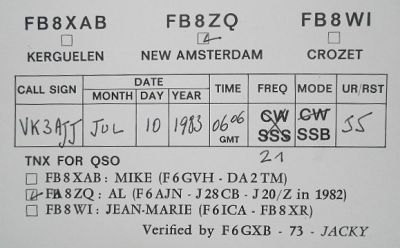 FB8XAB FB8ZQ FB8WI
KERGUELEN NEW AMSTERDAM CROZET
CALL SIGN DATE TIME FREQ MODE UR/RST
MONTH DAY YEAR
VK3AJJ JUL 10 1983 0606 GMT CW SSS CW SSB 55
21
TNX FOR QSO
FB8XAB: MIKE (F6GVH - DA2TM)
FB8ZQ: AL (F6AJN - J28CB - J20/Z in 1982)
FB8WI: JEAN-MARIE (F6ICA - FB8XR)
Verified by F6GXB - 73 - JACKY